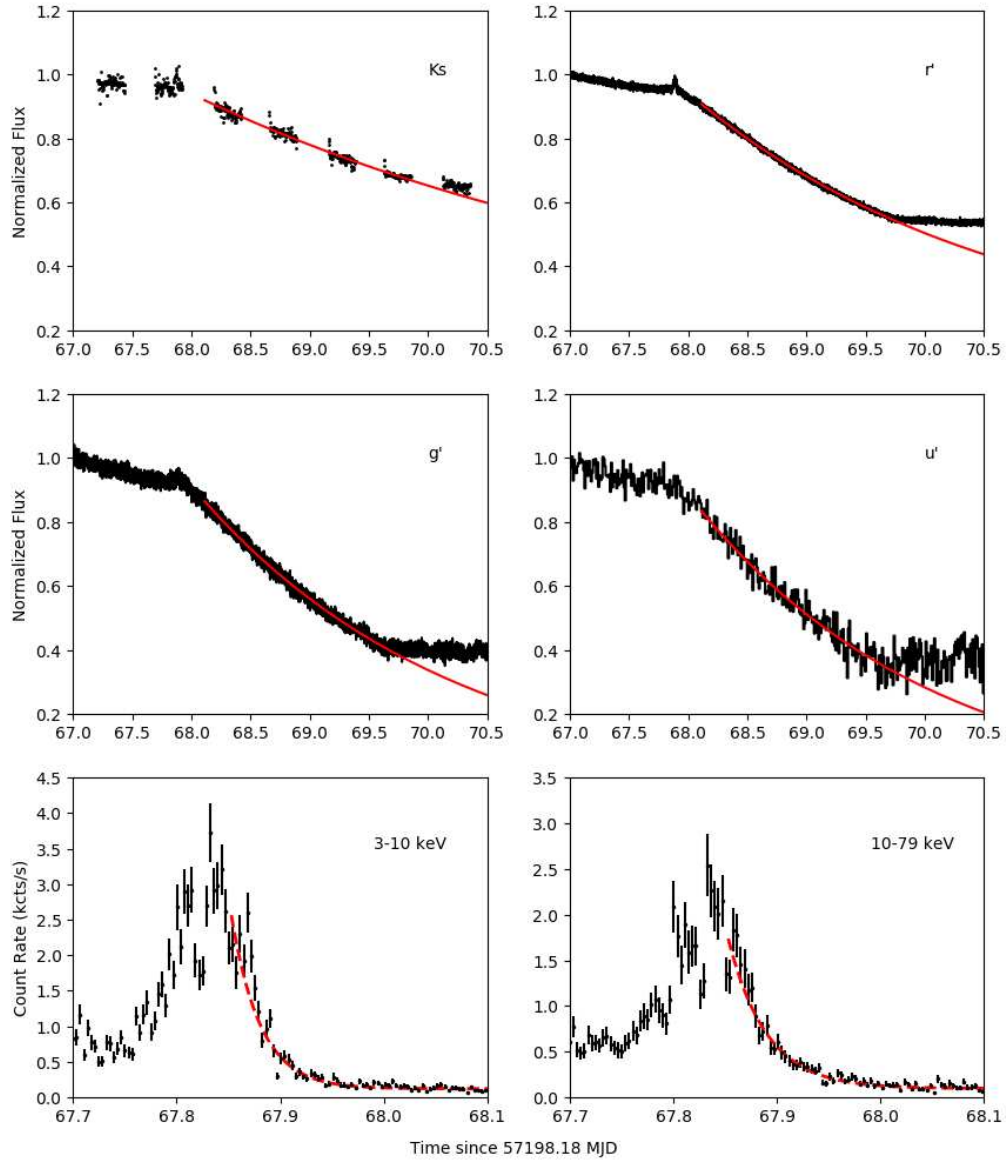 1.2
1.0
0.8
0.6
0.4
0.2
Normalized Flux
Ks
67.0 67.5 68.0 68.5 69.0 69.5 70.0 70.5
1.2
1.0
0.8
0.6
0.4
0.2
r'
67.0 67.5 68.0 68.5 69.0 69.5 70.0 70.5
1.2
1.0
0.8
0.6
0.4
0.2
Normalized Flux
g'
67.0 67.5 68.0 68.5 69.0 69.5 70.0 70.5
1.2
1.0
0.8
0.6
0.4
0.2
u'
67.0 67.5 68.0 68.5 69.0 69.5 70.0 70.5
4.5
4.0
3.5
3.0
2.5
2.0
1.5
1.0
0.5
0.0
Count Rate (kcts/s)
3-10 keV
67.7 67.8 67.9 68.0 68.1
3.5
3.0
2.5
2.0
1.5
1.0
0.5
0.0
10-79 keV
67.7 67.8 67.9 68.0 68.1
Time since 57198.18 MJD